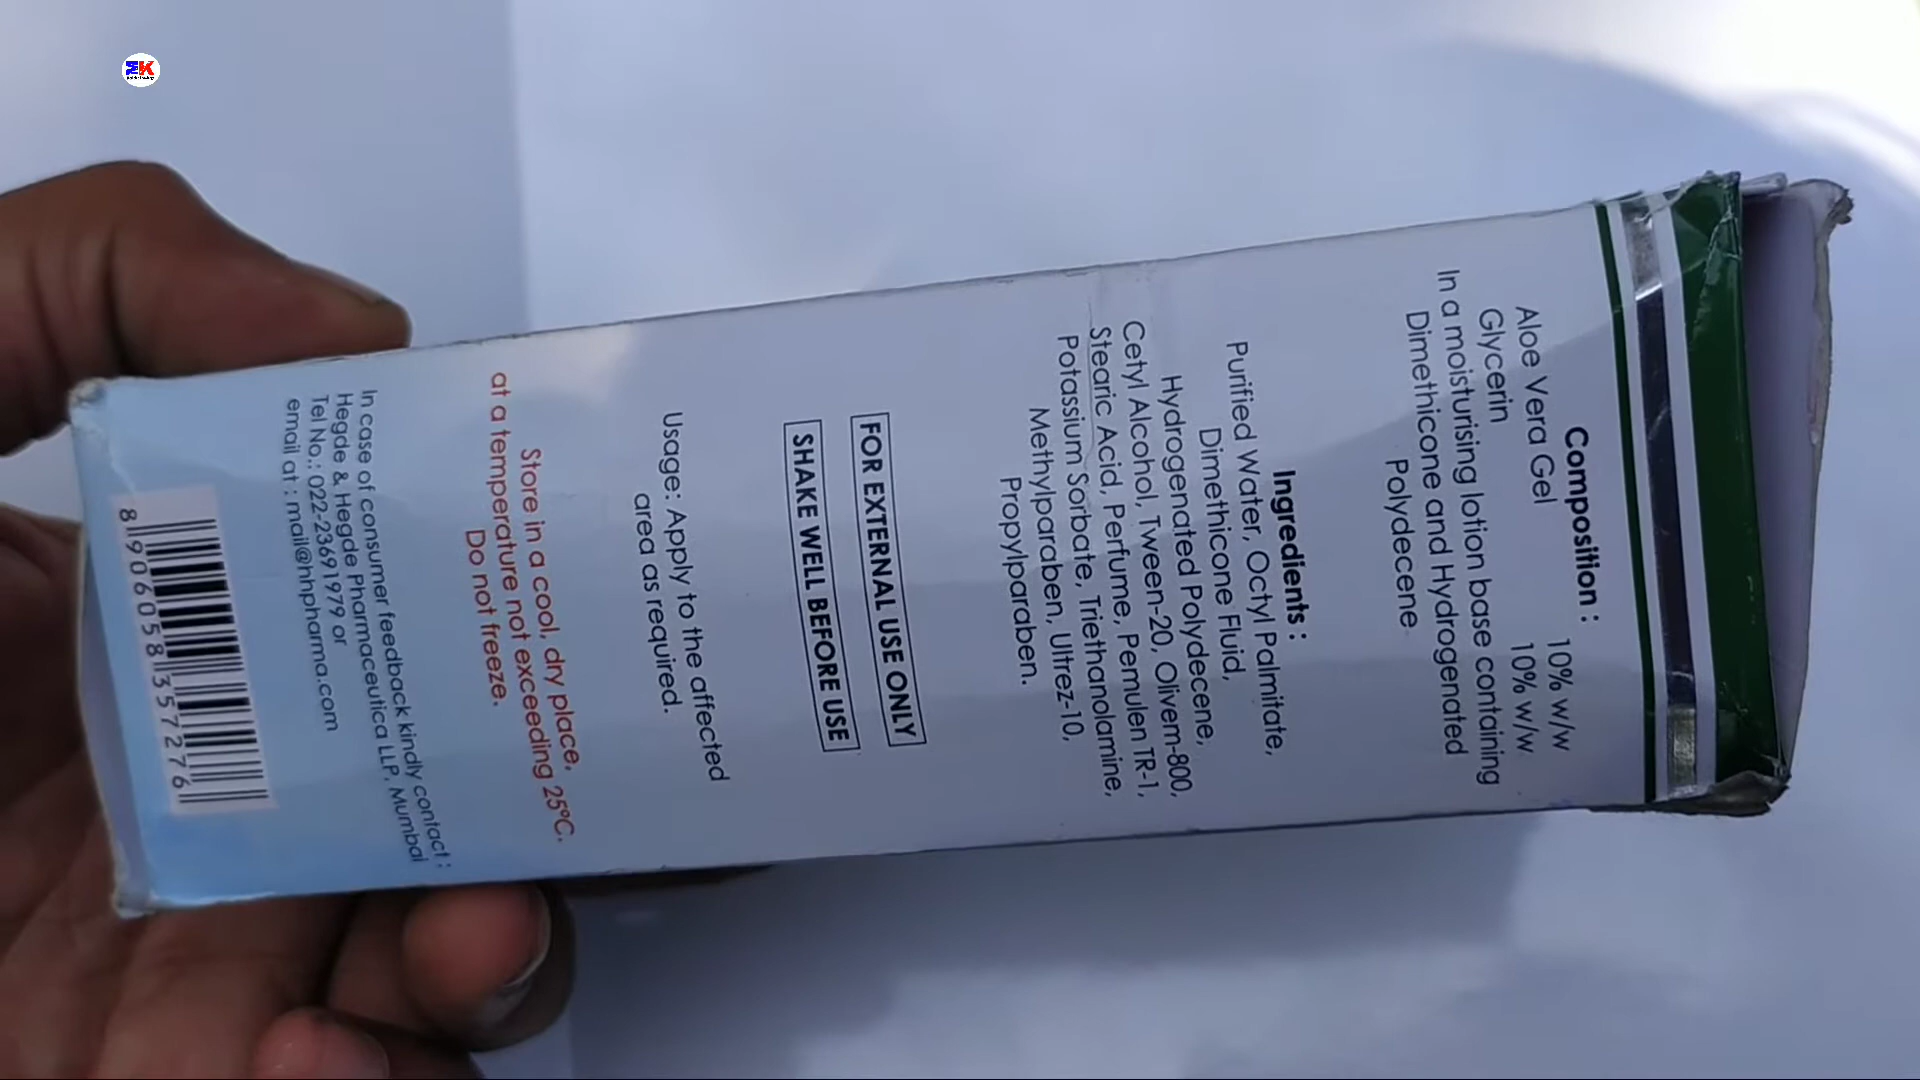 Composition :
Aloe Vera Gel 10% w/w
Glycerin 10% w/w
In a moisturising lotion base containing
Dimethicone and Hydrogenated
Polydecene
Ingredients :
Purified Water, Octyl Palmitate,
Dimethicone Fluid,
Hydrogenated Polydecene,
Cetyl Alcohol, Tween-20, Olivem-800,
Stearic Acid, Perfume, Pemulen TR-1,
Potassium Sorbate, Triethanolamine,
Methylparaben, Ultrez-10,
Propylparaben.
FOR EXTERNAL USE ONLY
SHAKE WELL BEFORE USE
Usage: Apply to the affected
area as required.
Store in a cool, dry place,
at a temperature not exceeding 25°C.
Do not freeze.
In case of consumer feedback kindly contact :
Hegde & Hegde Pharmaceutica LLP, Mumbai
Tel No.: 022-23691979 or
email at : mail@hhpharma.com
8 906058 357276
MK